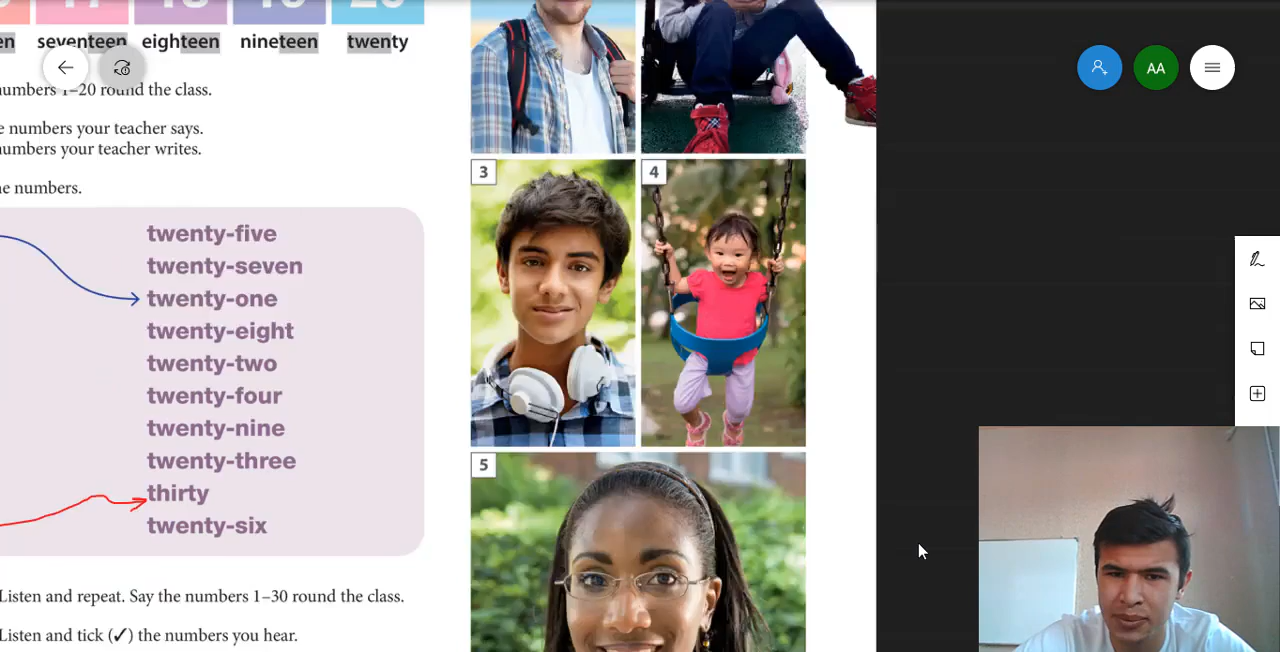 seventeen eighteen nineteen twenty
numbers 1–20 round the class.
numbers your teacher says.
numbers your teacher writes.
numbers.
twenty-five
twenty-seven
twenty-one
twenty-eight
twenty-two
twenty-four
twenty-nine
twenty-three
thirty
twenty-six
Listen and repeat. Say the numbers 1–30 round the class.
Listen and tick (✓) the numbers you hear.
3
4
5
AA